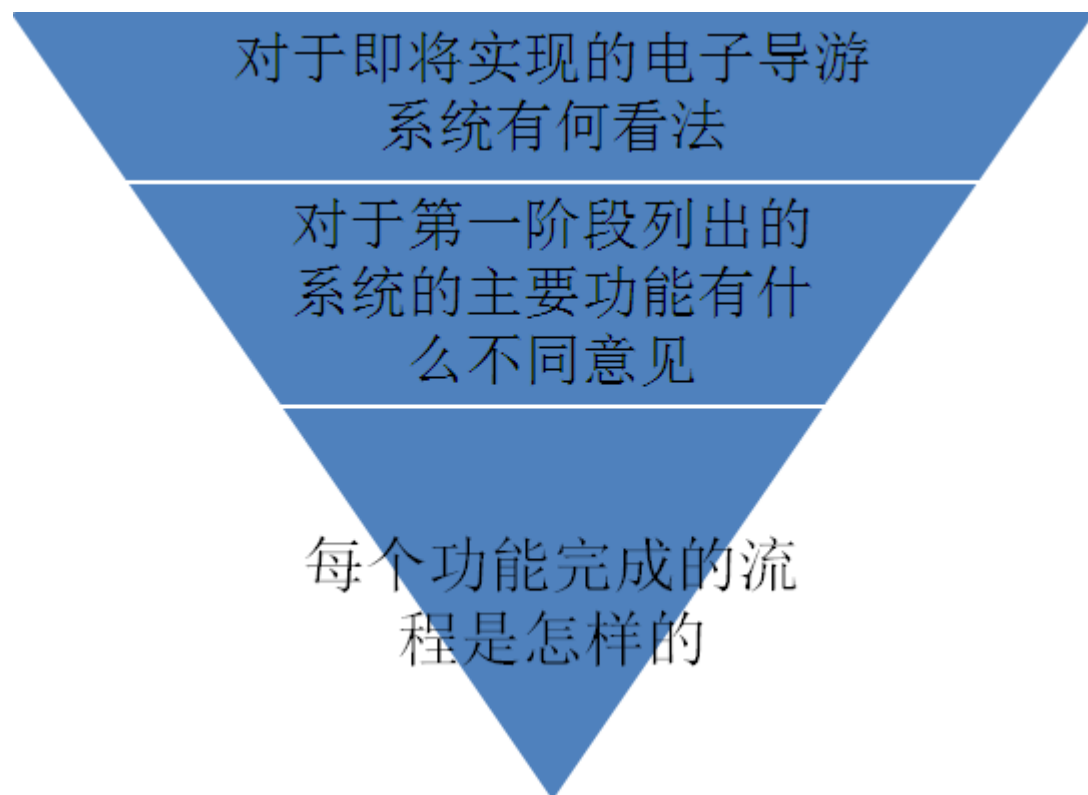 对于即将实现的电子导游
系统有何看法
对于第一阶段列出的
系统的主要功能有什
么不同意见
每个功能完成的流
程是怎样的